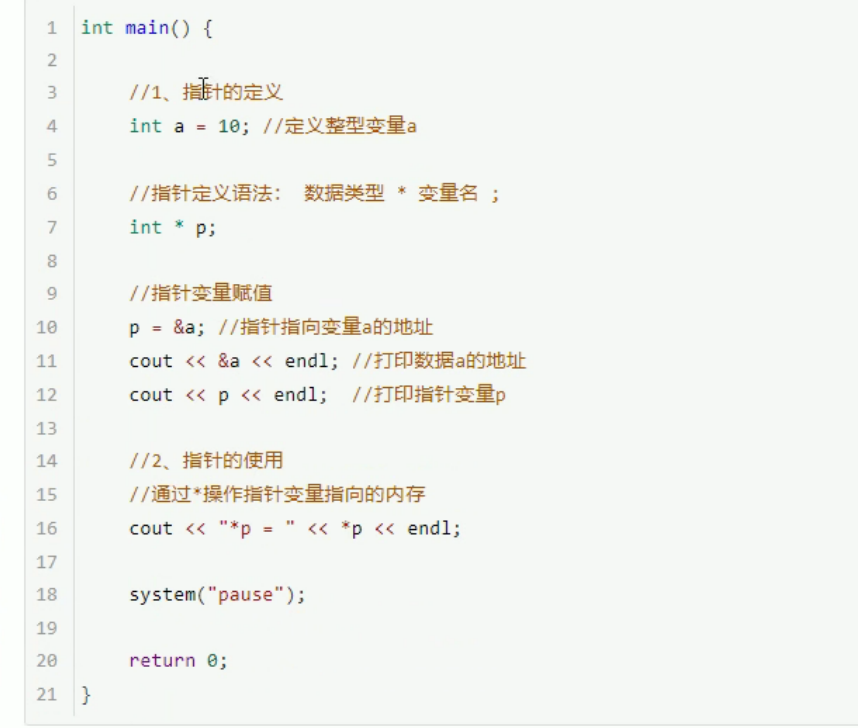 1 int main() {
2
3 //1、指针的定义
4 int a = 10; //定义整型变量a
5
6 //指针定义语法： 数据类型 * 变量名 ;
7 int * p;
8
9 //指针变量赋值
10 p = &a; //指针指向变量a的地址
11 cout << &a << endl; //打印数据a的地址
12 cout << p << endl;  //打印指针变量p
13
14 //2、指针的使用
15 //通过*操作指针变量指向的内存
16 cout << "*p = " << *p << endl;
17
18 system("pause");
19
20 return 0;
21 }